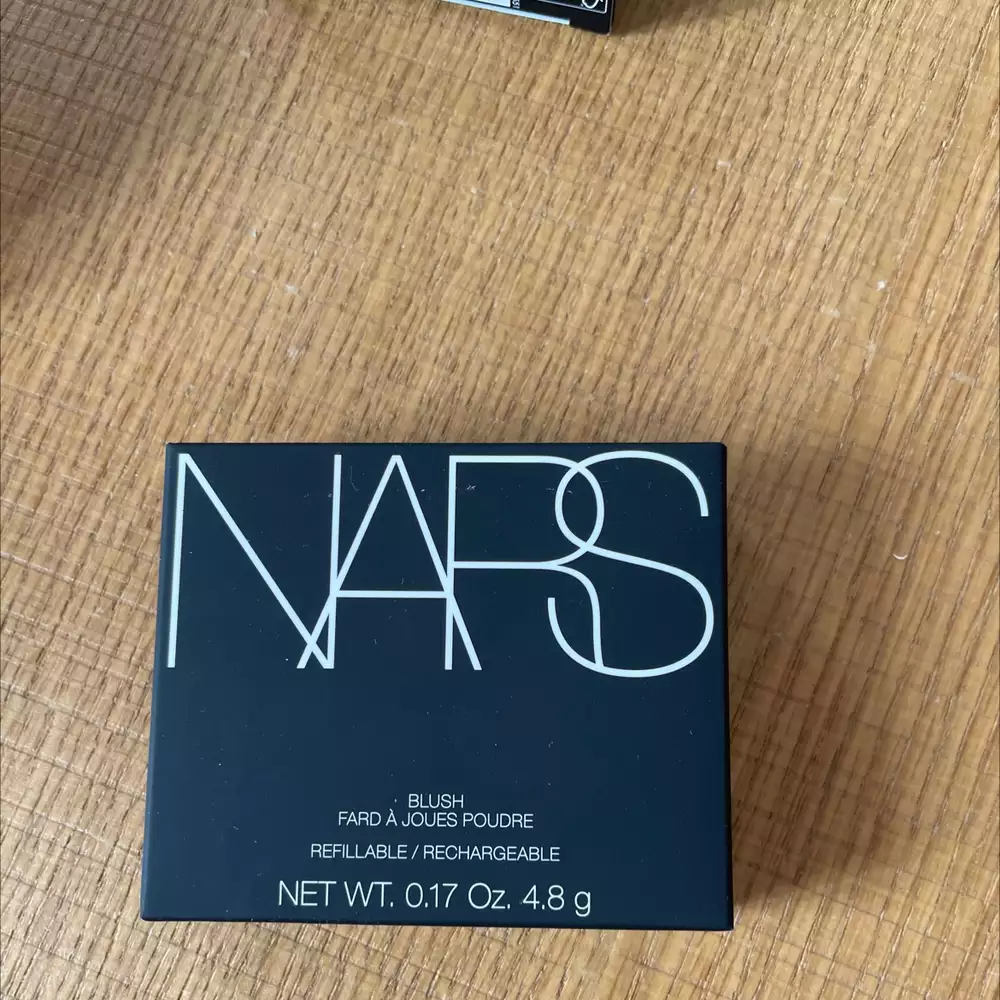 NARS
BLUSH
FARD À JOUES POUDRE
REFILLABLE / RECHARGEABLE
NET WT. 0.17 Oz. 4.8 g